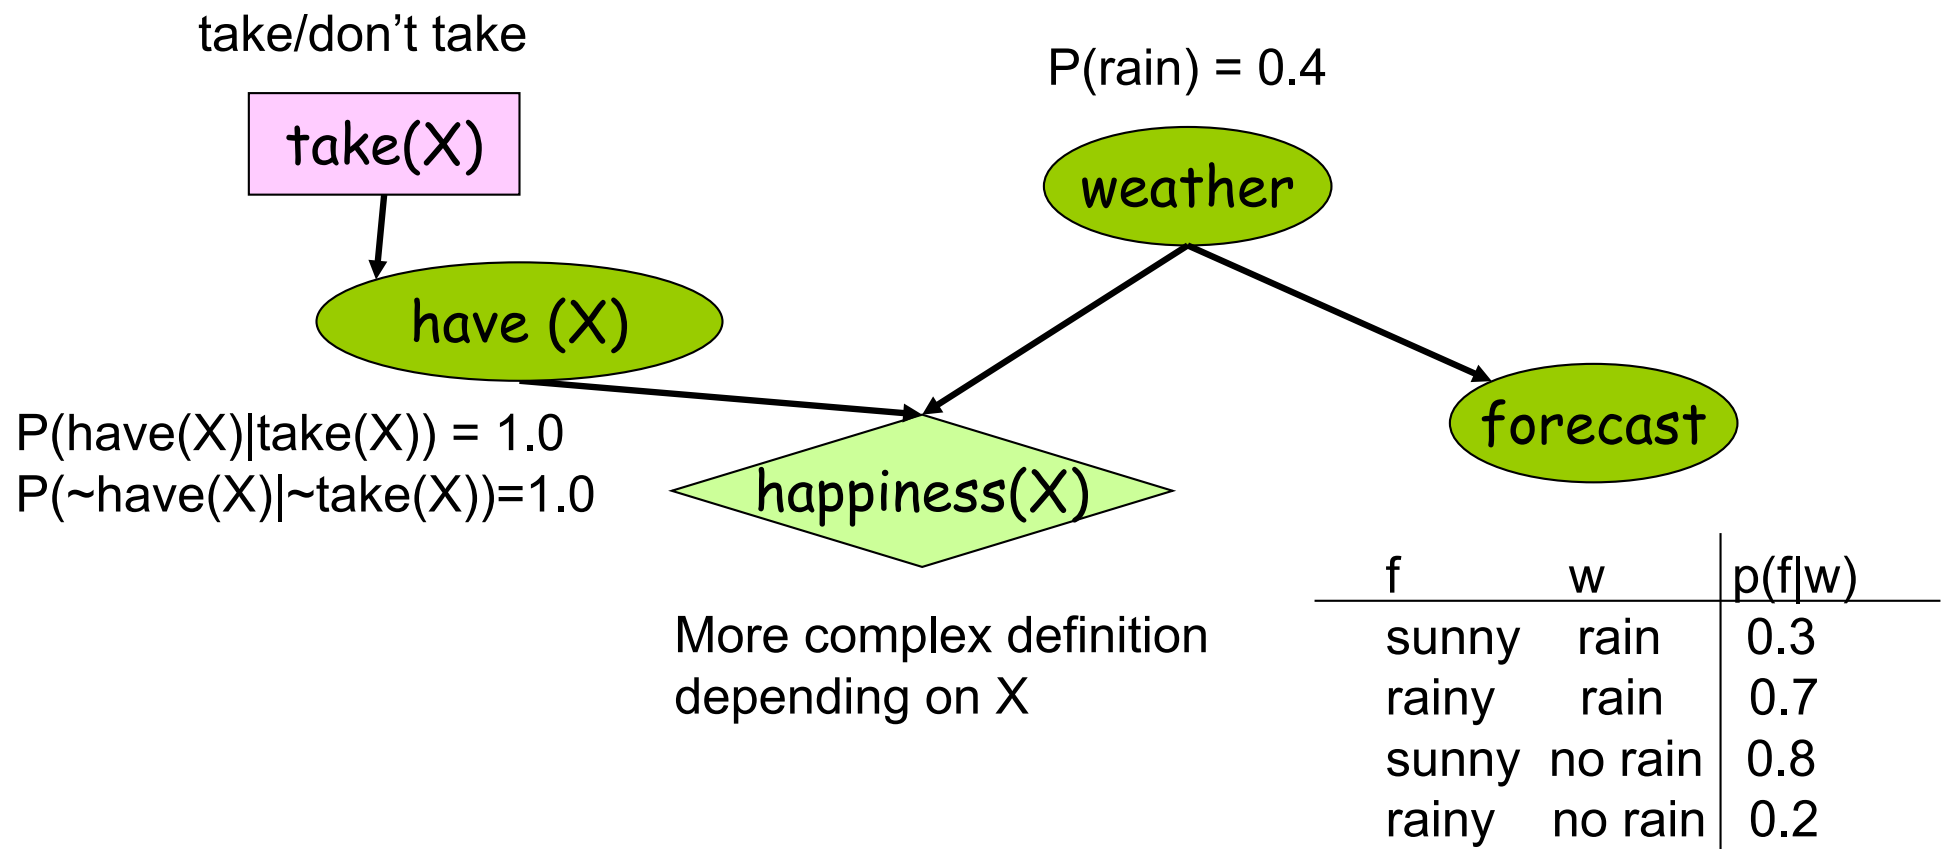 take/don't take
P(rain) = 0.4
take(X)
weather
have (X)
forecast
P(have(X)|take(X)) = 1.0
P(~have(X)|~take(X))=1.0
happiness(X)
More complex definition
depending on X
f w p(f|w)
sunny rain 0.3
rainy rain 0.7
sunny no rain 0.8
rainy no rain 0.2